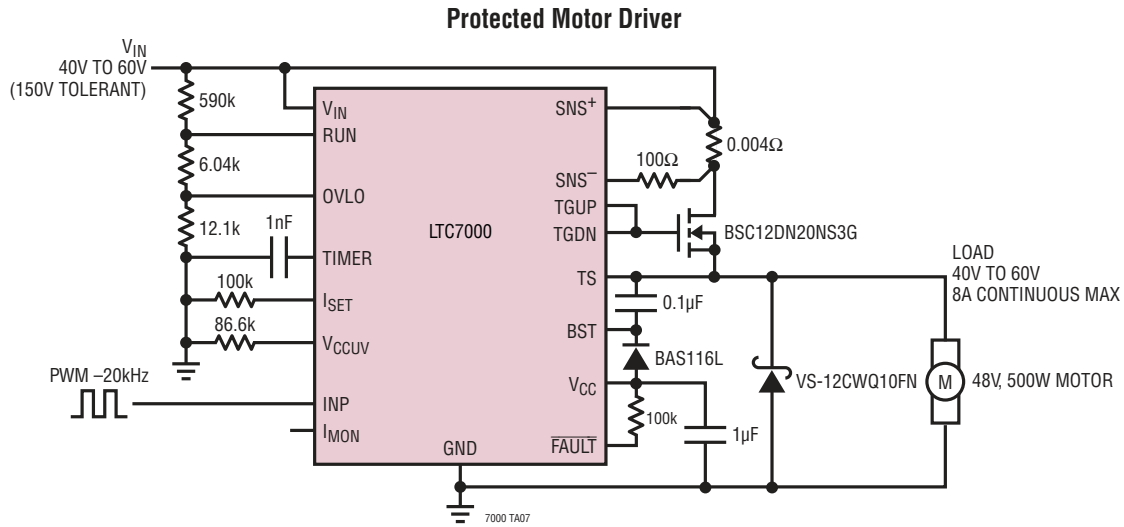 Protected Motor Driver
VIN
40V TO 60V
(150V TOLERANT)
590k
6.04k
12.1k
1nF
100k
86.6k
PWM –20kHz
VIN
RUN
OVLO
TIMER
ISET
VCCUV
INP
IMON
LTC7000
GND
SNS+
SNS–
TGUP
TGDN
TS
BST
VCC
FAULT
0.004Ω
100Ω
BSC12DN20NS3G
0.1µF
BAS116L
100k
1µF
VS-12CWQ10FN
LOAD
40V TO 60V
8A CONTINUOUS MAX
M
48V, 500W MOTOR
7000 TA07